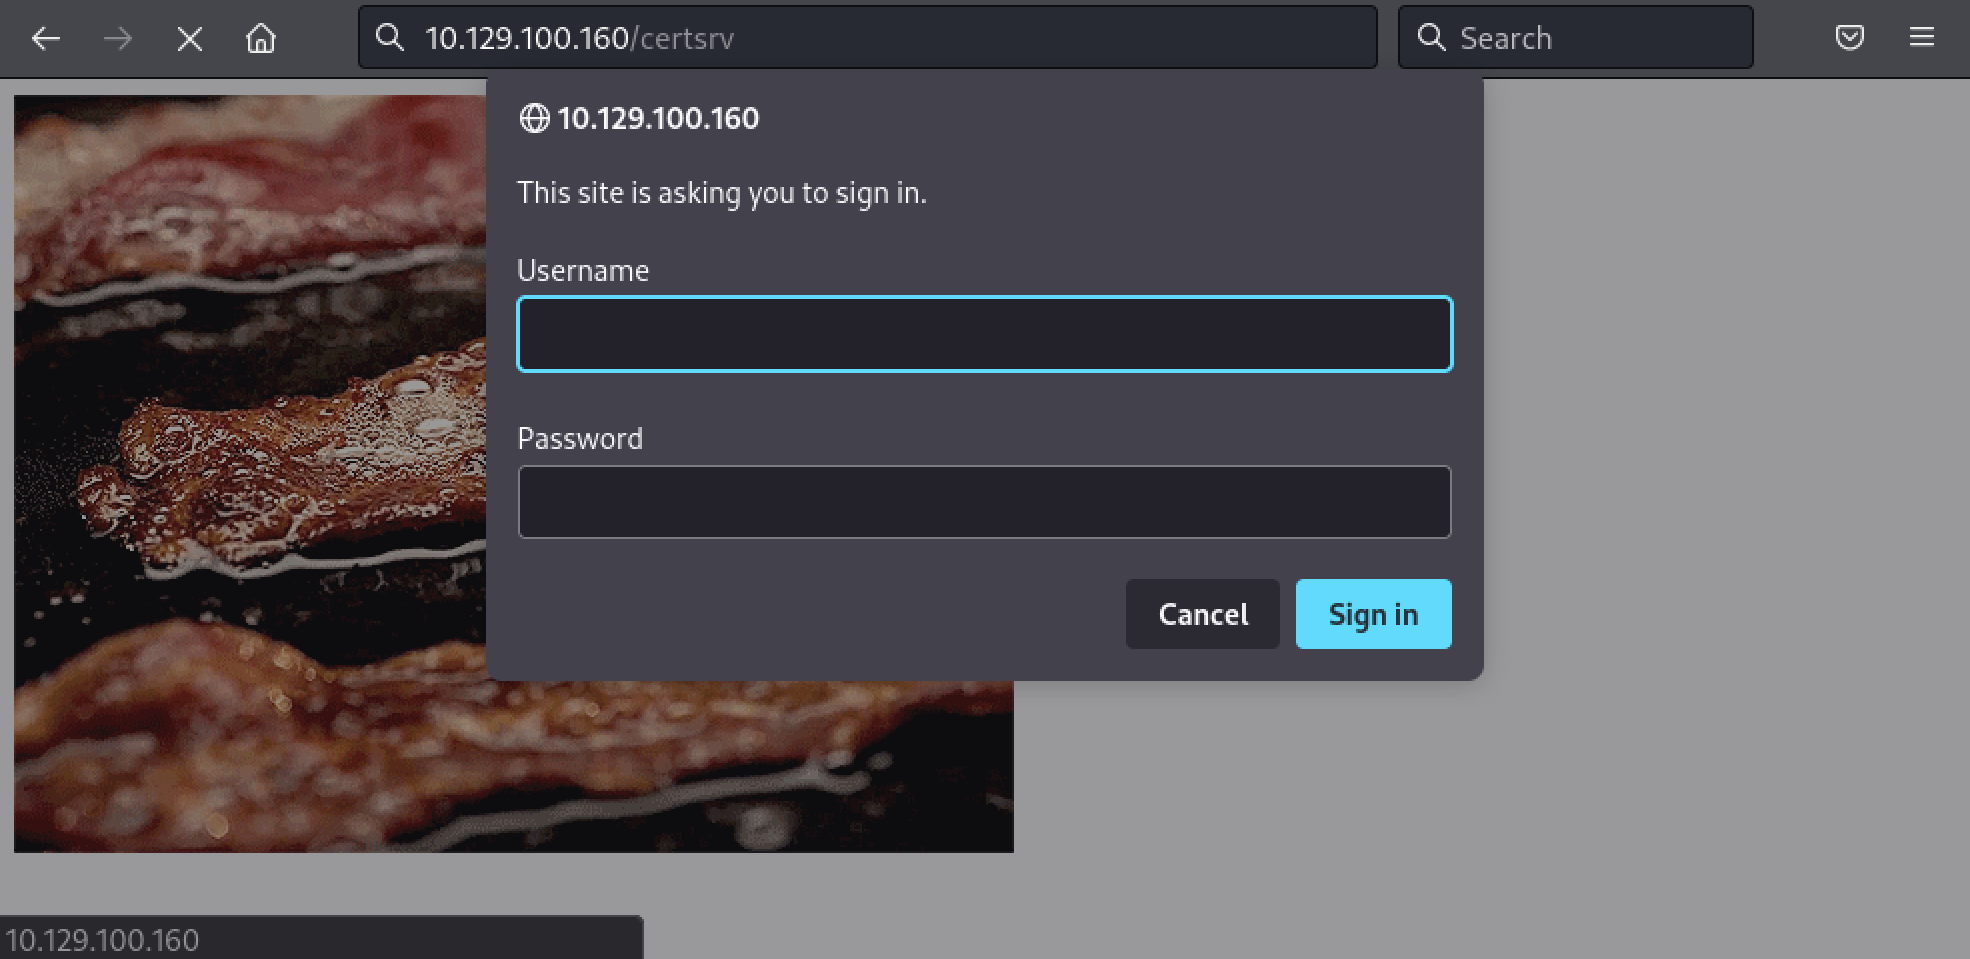 10.129.100.160/certsrv
Search
10.129.100.160
This site is asking you to sign in.
Username
Password
Cancel
Sign in
10.129.100.160